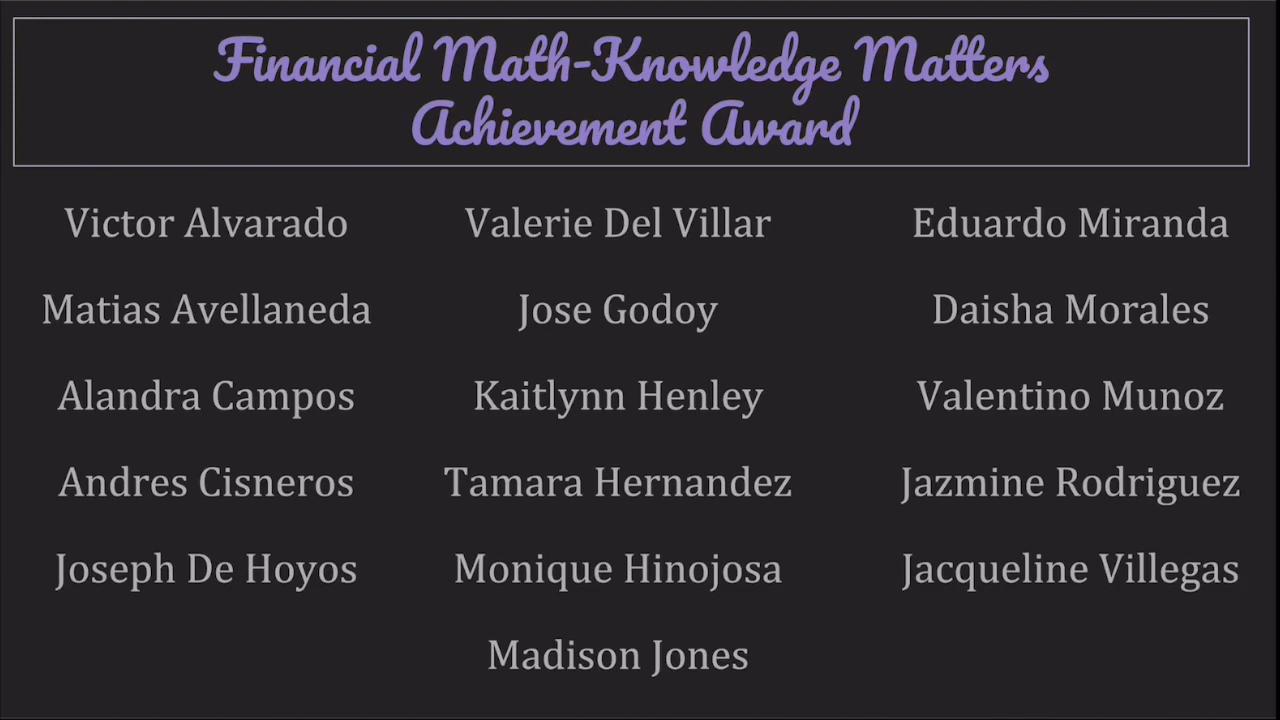 Financial Math-Knowledge Matters
Achievement Award
Victor Alvarado
Matias Avellaneda
Alandra Campos
Andres Cisneros
Joseph De Hoyos
Valerie Del Villar
Jose Godoy
Kaitlynn Henley
Tamara Hernandez
Monique Hinojosa
Madison Jones
Eduardo Miranda
Daisha Morales
Valentino Munoz
Jazmine Rodriguez
Jacqueline Villegas